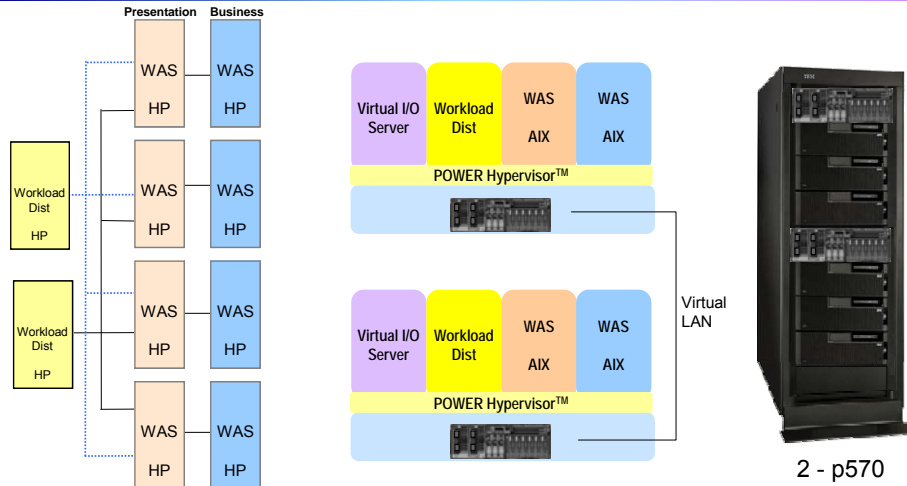 Presentation Business
WAS
HP
WAS
HP
Workload
Dist
HP
WAS
HP
WAS
HP
Workload
Dist
HP
WAS
HP
WAS
HP
WAS
HP
WAS
HP
Virtual I/O
Server
Workload
Dist
WAS
AIX
WAS
AIX
POWER Hypervisor™
Virtual I/O
Server
Workload
Dist
WAS
AIX
WAS
AIX
POWER Hypervisor™
Virtual
LAN
IBM
2 - p570